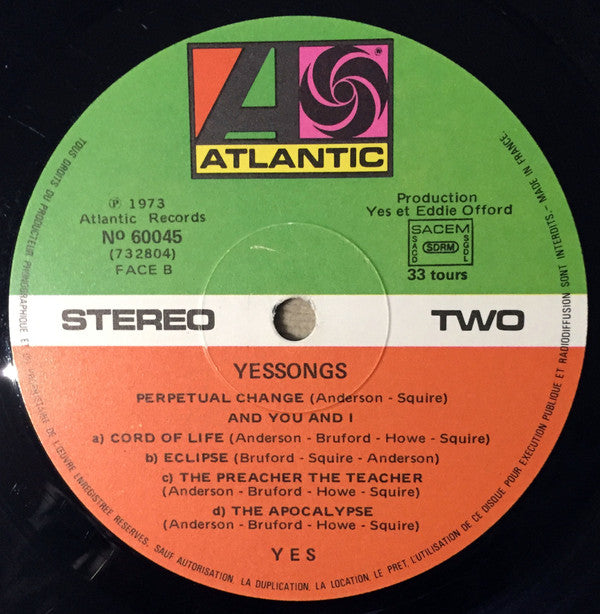 ATLANTIC
®
℗ 1973
Atlantic Records
Nº 60045
(732804)
FACE B
Production
Yes et Eddie Offord
SACEM
SACD
SDRM
SGDL
33 tours
STEREO
TWO
YESSONGS
PERPETUAL CHANGE (Anderson - Squire)
AND YOU AND I
a) CORD OF LIFE (Anderson - Bruford - Howe - Squire)
b) ECLIPSE (Bruford - Squire - Anderson)
c) THE PREACHER THE TEACHER
(Anderson - Bruford - Howe - Squire)
d) THE APOCALYPSE
(Anderson - Bruford - Howe - Squire)
YES
TOUS DROITS DU PRODUCTEUR PHONOGRAPHIQUE ET DU PROPRIETAIRE DE L'ŒUVRE ENREGISTREE RESERVES. SAUF AUTORISATION, LA DUPLICATION, LA LOCATION, LE PRET, L'UTILISATION DE CE DISQUE POUR EXECUTION PUBLIQUE ET RADIODIFFUSION SONT INTERDITS.- MADE IN FRANCE.